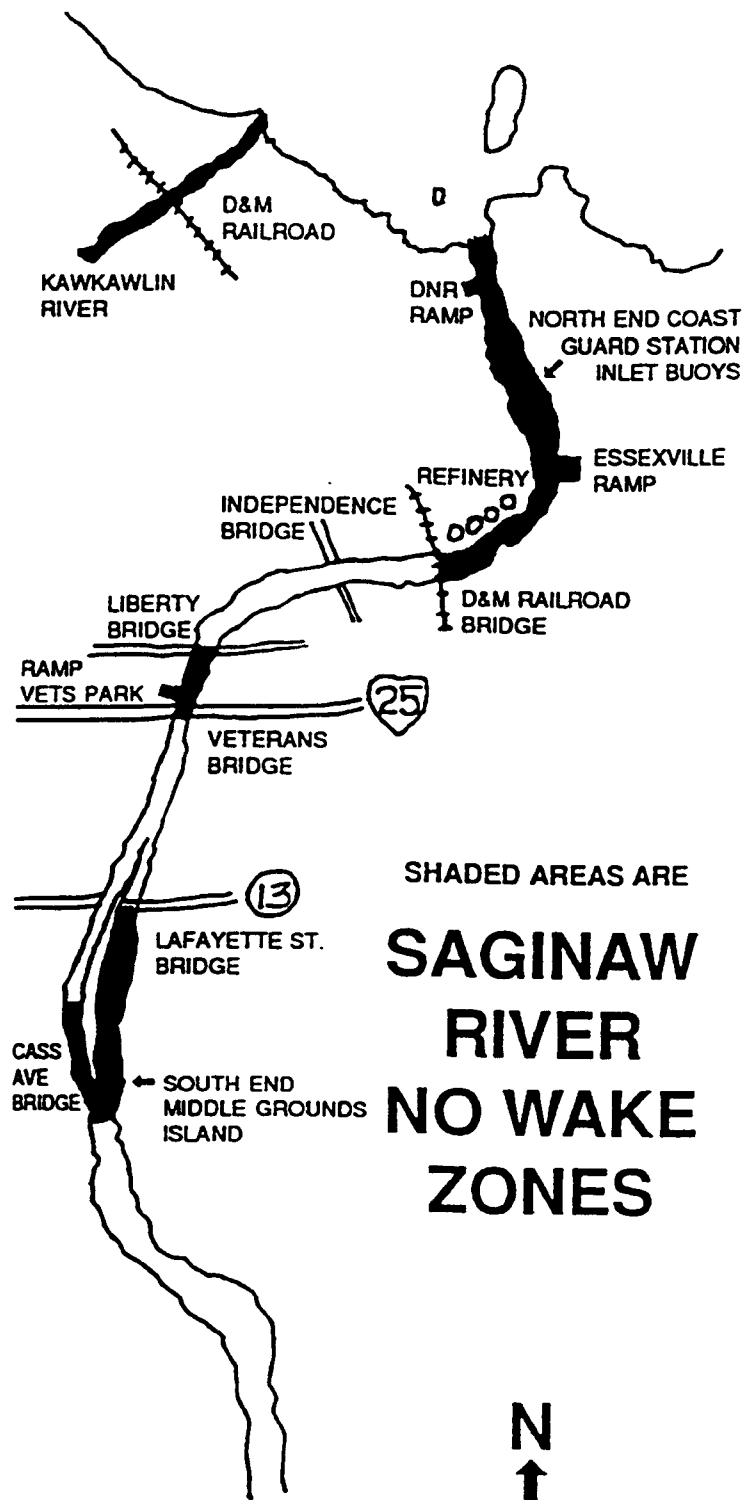 D&M
RAILROAD
KAWKAWLIN
RIVER
DNR
RAMP
NORTH END COAST
GUARD STATION
INLET BUOYS
REFINERY
ESSEXVILLE
RAMP
INDEPENDENCE
BRIDGE
D&M RAILROAD
BRIDGE
LIBERTY
BRIDGE
RAMP
VETS PARK
25
VETERANS
BRIDGE
13
LAFAYETTE ST.
BRIDGE
CASS
AVE
BRIDGE
SOUTH END
MIDDLE GROUNDS
ISLAND
SHADED AREAS ARE
SAGINAW
RIVER
NO WAKE
ZONES
N